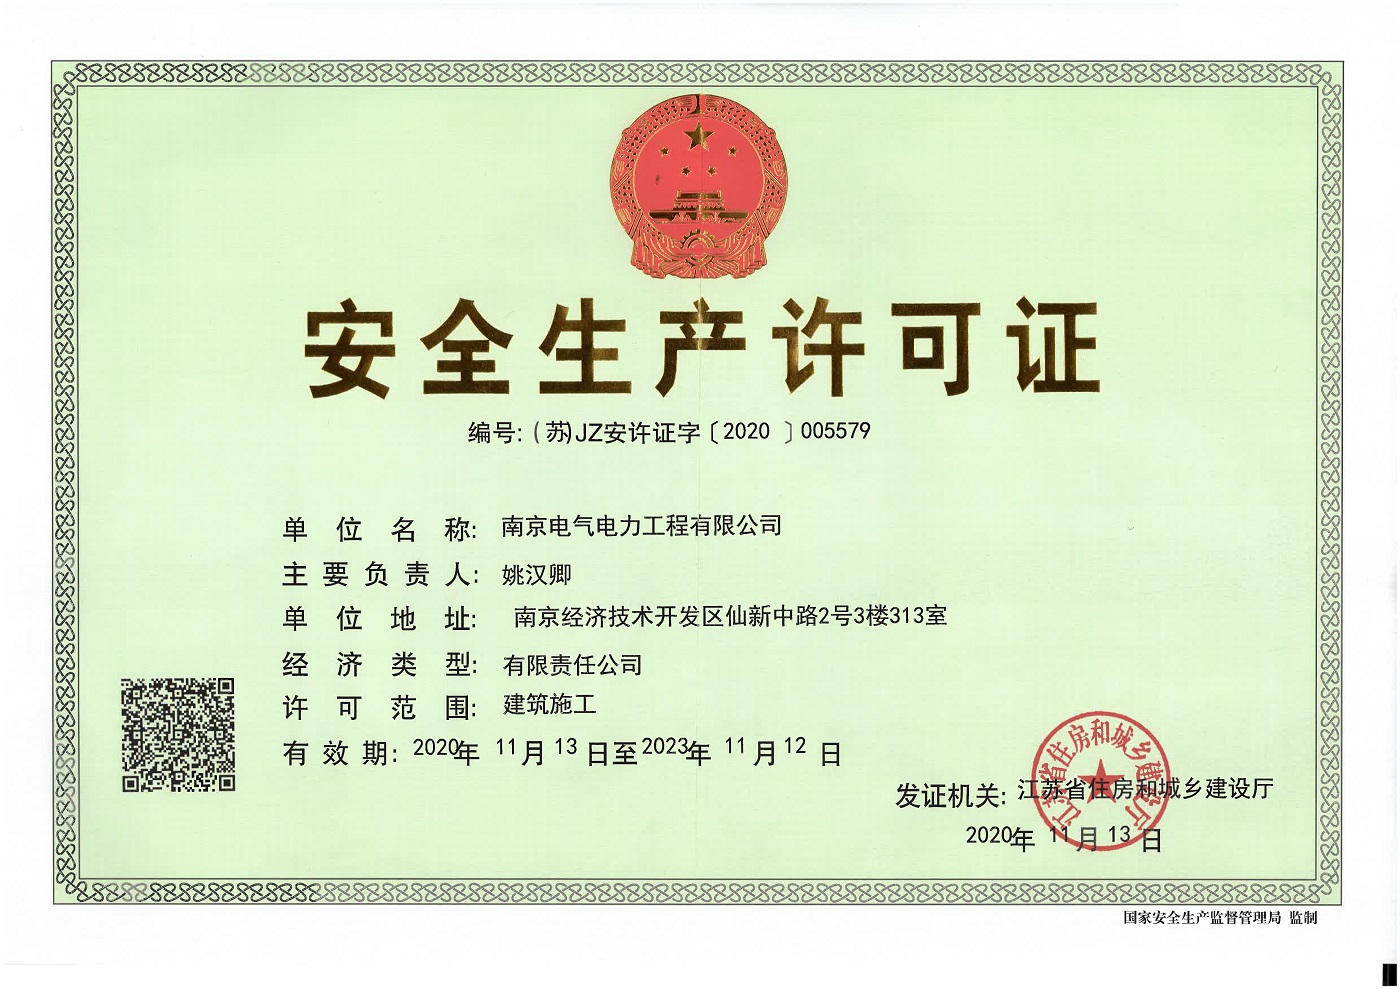 安全生产许可证
编号:(苏)JZ安许证字〔2020 〕005579
单位名称: 南京电气电力工程有限公司
主要负责人: 姚汉卿
单位地址: 南京经济技术开发区仙新中路2号3楼313室
经济类型: 有限责任公司
许可范围: 建筑施工
有效期: 2020年 11月 13 日至2023年 11 月 12 日
发证机关: 江苏省住房和城乡建设厅
江苏省住房和城乡建设厅
2020年 11月 13 日
国家安全生产监督管理局 监制